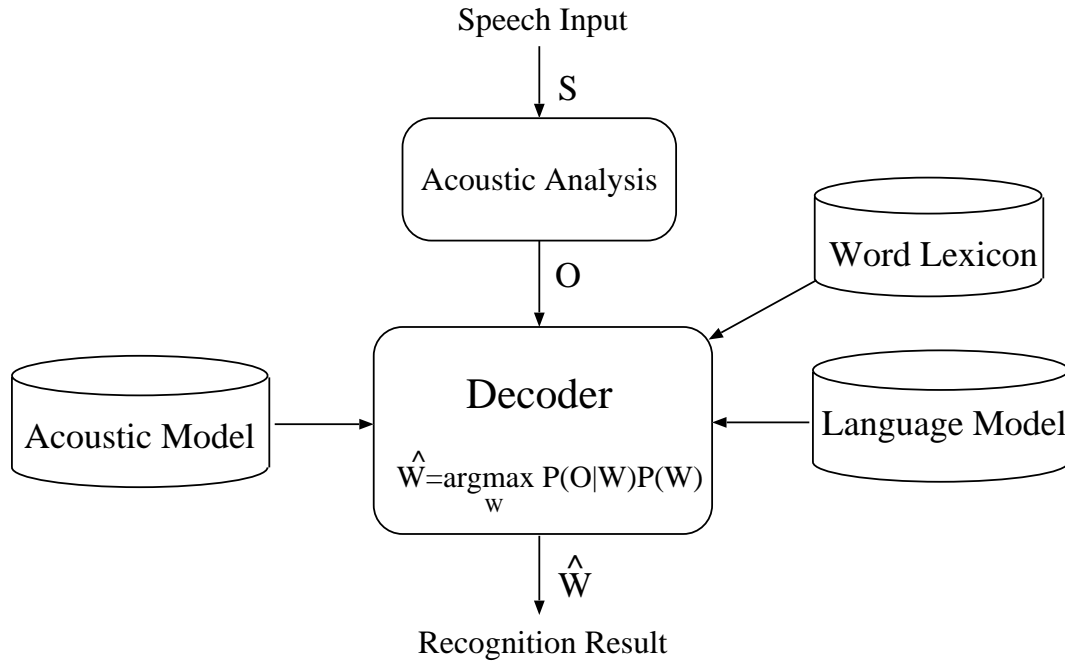 Speech Input
S
Acoustic Analysis
O
Word Lexicon
Decoder
Acoustic Model
Language Model
Ŵ=argmax P(O|W)P(W)
W
Ŵ
Recognition Result